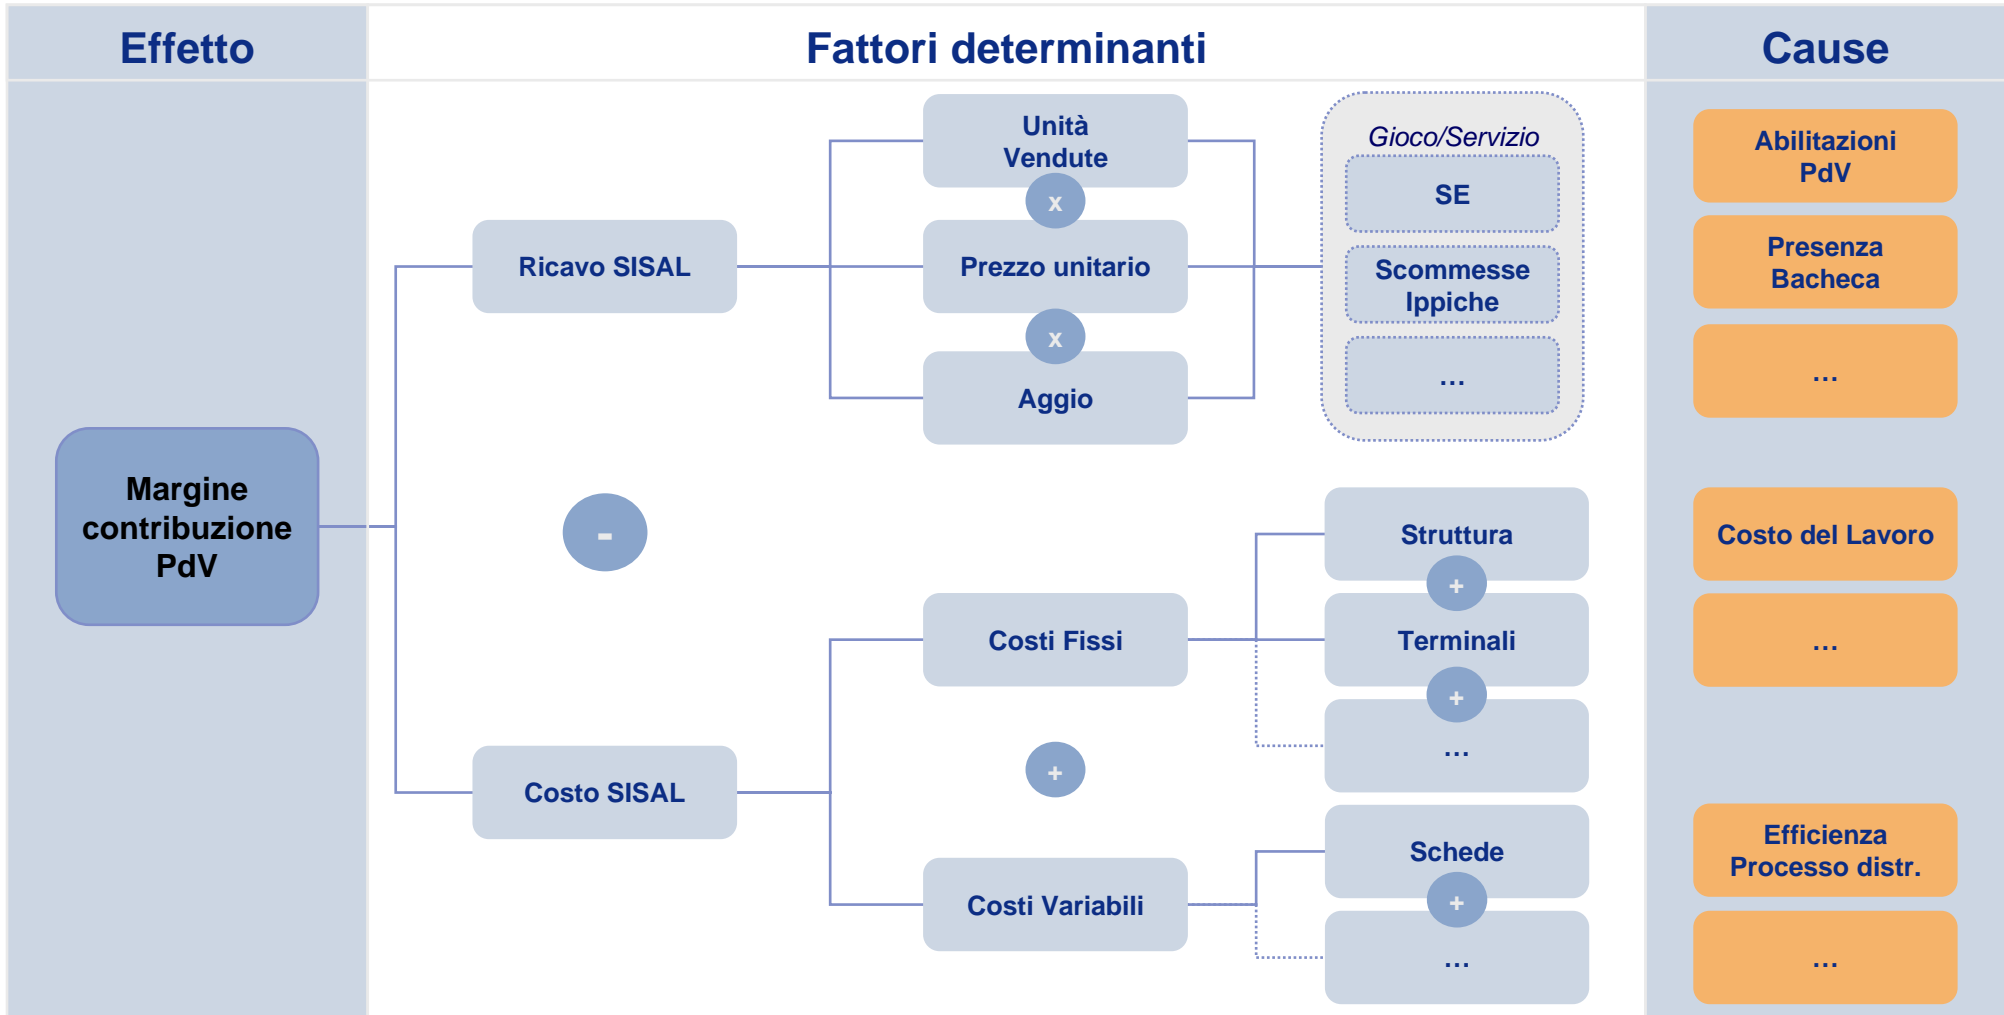 Effetto
Fattori determinanti
Cause
Margine
contribuzione
PdV
Ricavo SISAL
-
Costo SISAL
Unità
Vendute
x
Prezzo unitario
x
Aggio
Gioco/Servizio
SE
Scommesse
Ippiche
...
Costi Fissi
+
Costi Variabili
Struttura
+
Terminali
+
...
Schede
+
...
Abilitazioni
PdV
Presenza
Bacheca
...
Costo del Lavoro
...
Efficienza
Processo distr.
...